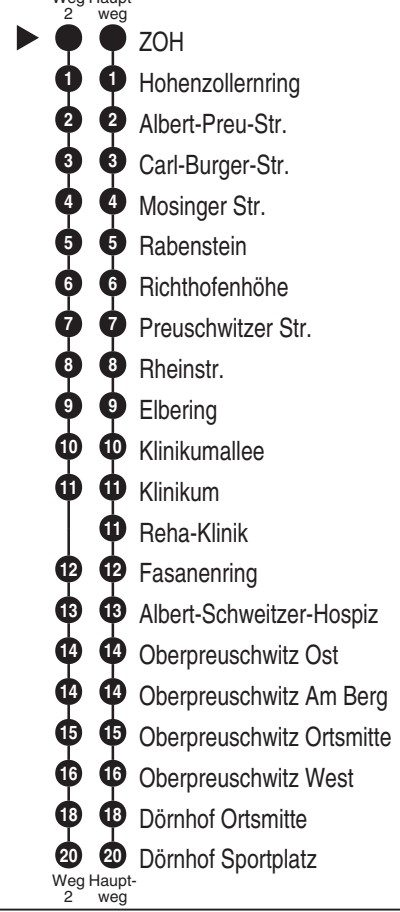 Weg Haupt-
2 weg
ZOH
1 1 Hohenzollernring
2 2 Albert-Preu-Str.
3 3 Carl-Burger-Str.
4 4 Mosinger Str.
5 5 Rabenstein
6 6 Richthofenhöhe
7 7 Preuschwitzer Str.
8 8 Rheinstr.
9 9 Elbering
10 10 Klinikumallee
11 11 Klinikum
11 Reha-Klinik
12 12 Fasanenring
13 13 Albert-Schweitzer-Hospiz
14 14 Oberpreuschwitz Ost
14 14 Oberpreuschwitz Am Berg
15 15 Oberpreuschwitz Ortsmitte
16 16 Oberpreuschwitz West
18 18 Dörnhof Ortsmitte
20 20 Dörnhof Sportplatz
Weg Haupt-
2 weg